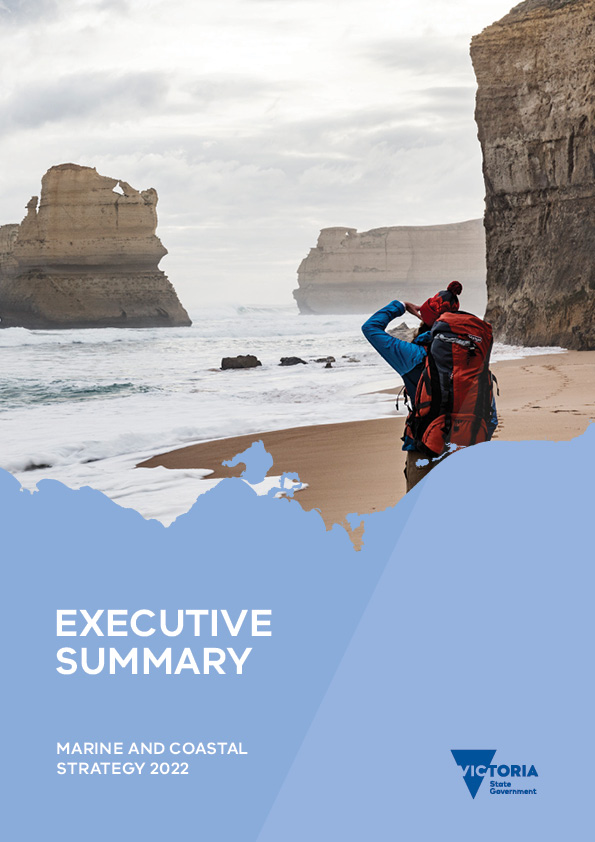 EXECUTIVE
SUMMARY
MARINE AND COASTAL
STRATEGY 2022
VICTORIA
State
Government